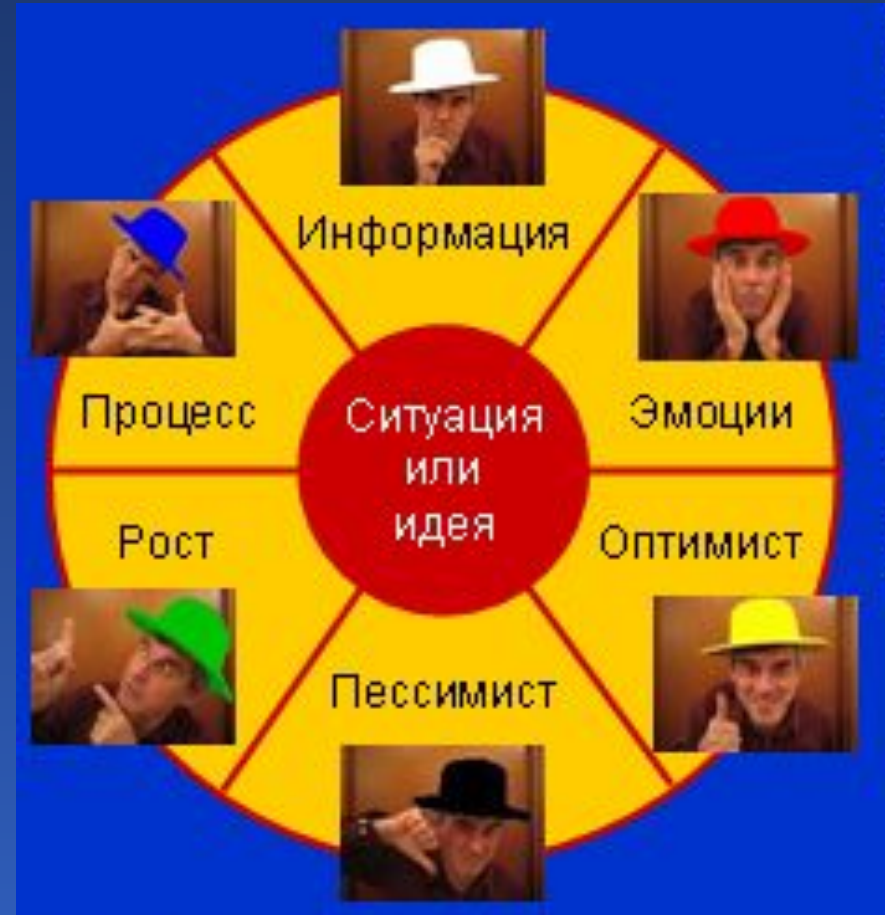 Информация
Процесс
Ситуация
или
идея
Эмоции
Рост
Оптимист
Пессимист